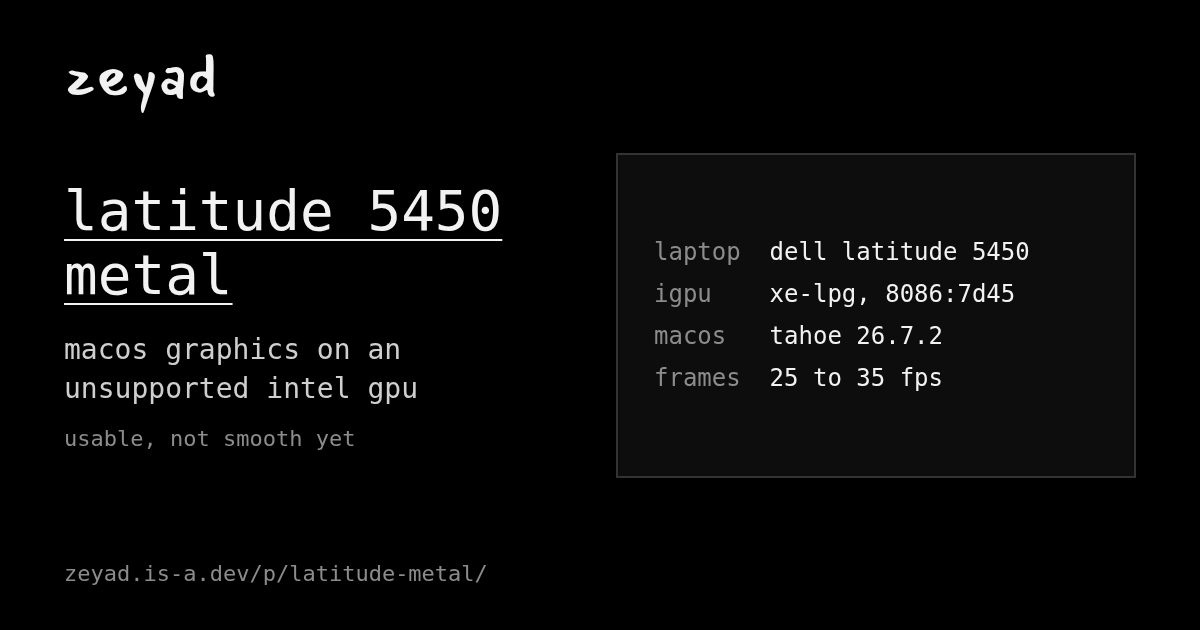 zeyad
latitude 5450
metal
macos graphics on an
unsupported intel gpu
usable, not smooth yet
laptop dell latitude 5450
igpu xe-lpg, 8086:7d45
macos tahoe 26.7.2
frames 25 to 35 fps
zeyad.is-a.dev/p/latitude-metal/